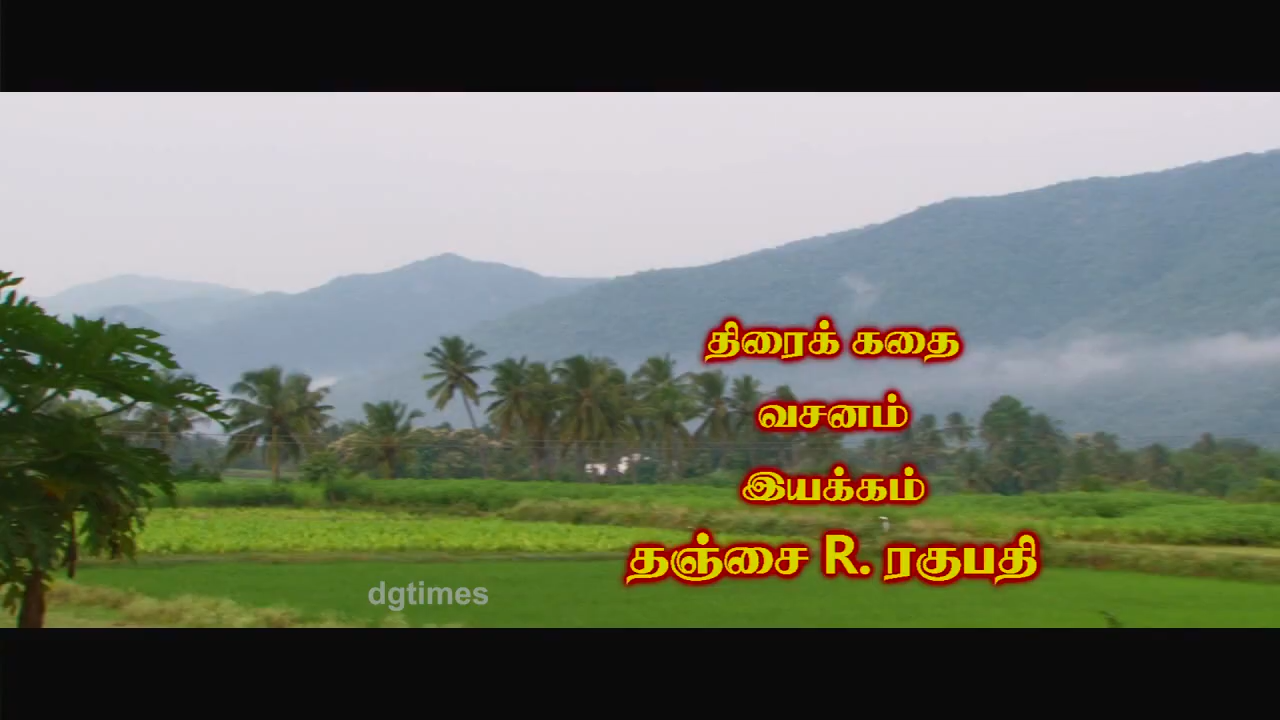 திரைக் கதை
வசனம்
இயக்கம்
தஞ்சை R. ரகுபதி
dgtimes